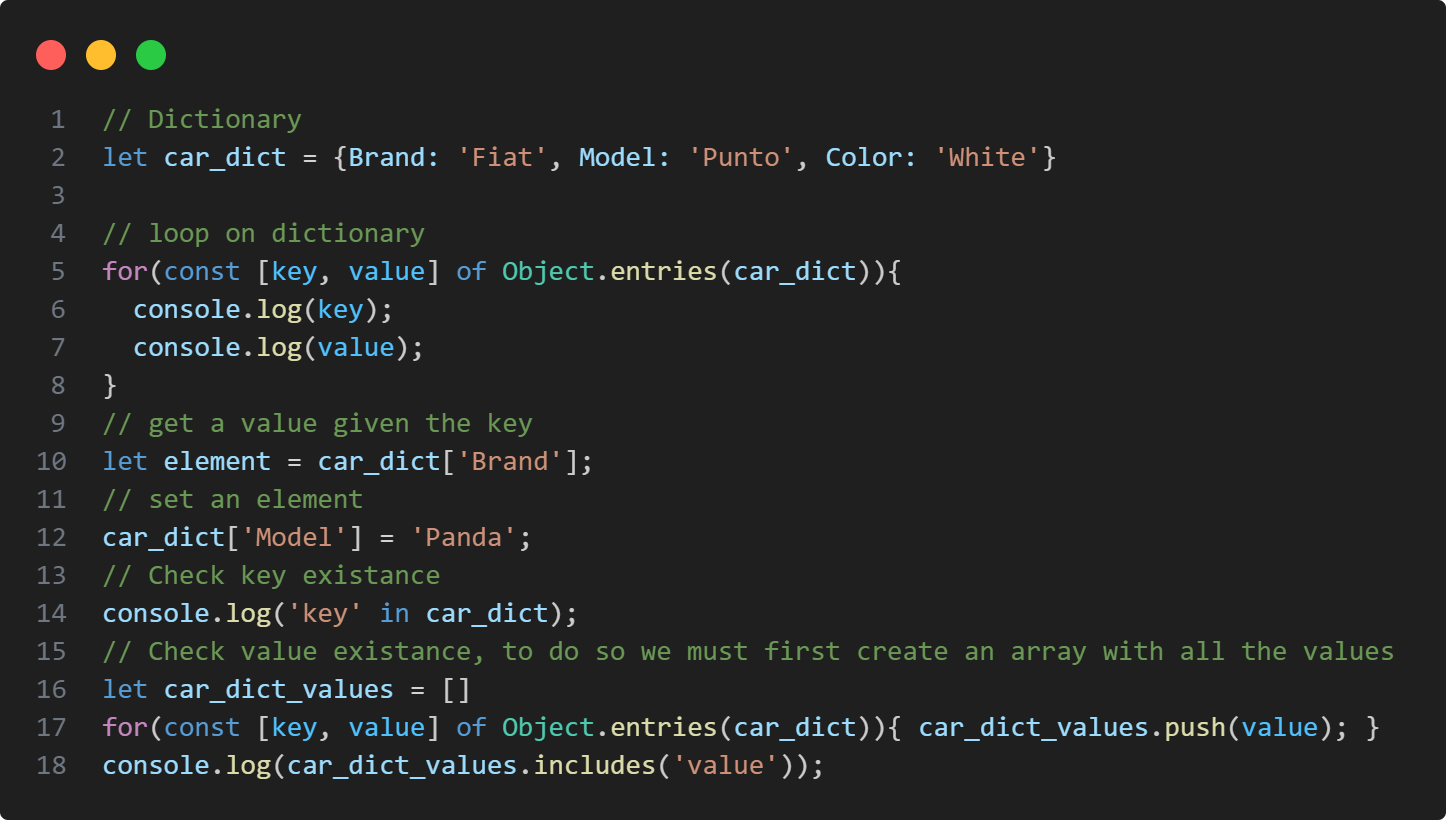 1 // Dictionary
2 let car_dict = {Brand: 'Fiat', Model: 'Punto', Color: 'White'}
3
4 // loop on dictionary
5 for(const [key, value] of Object.entries(car_dict)){
6   console.log(key);
7   console.log(value);
8 }
9 // get a value given the key
10 let element = car_dict['Brand'];
11 // set an element
12 car_dict['Model'] = 'Panda';
13 // Check key existance
14 console.log('key' in car_dict);
15 // Check value existance, to do so we must first create an array with all the values
16 let car_dict_values = []
17 for(const [key, value] of Object.entries(car_dict)){ car_dict_values.push(value); }
18 console.log(car_dict_values.includes('value'));